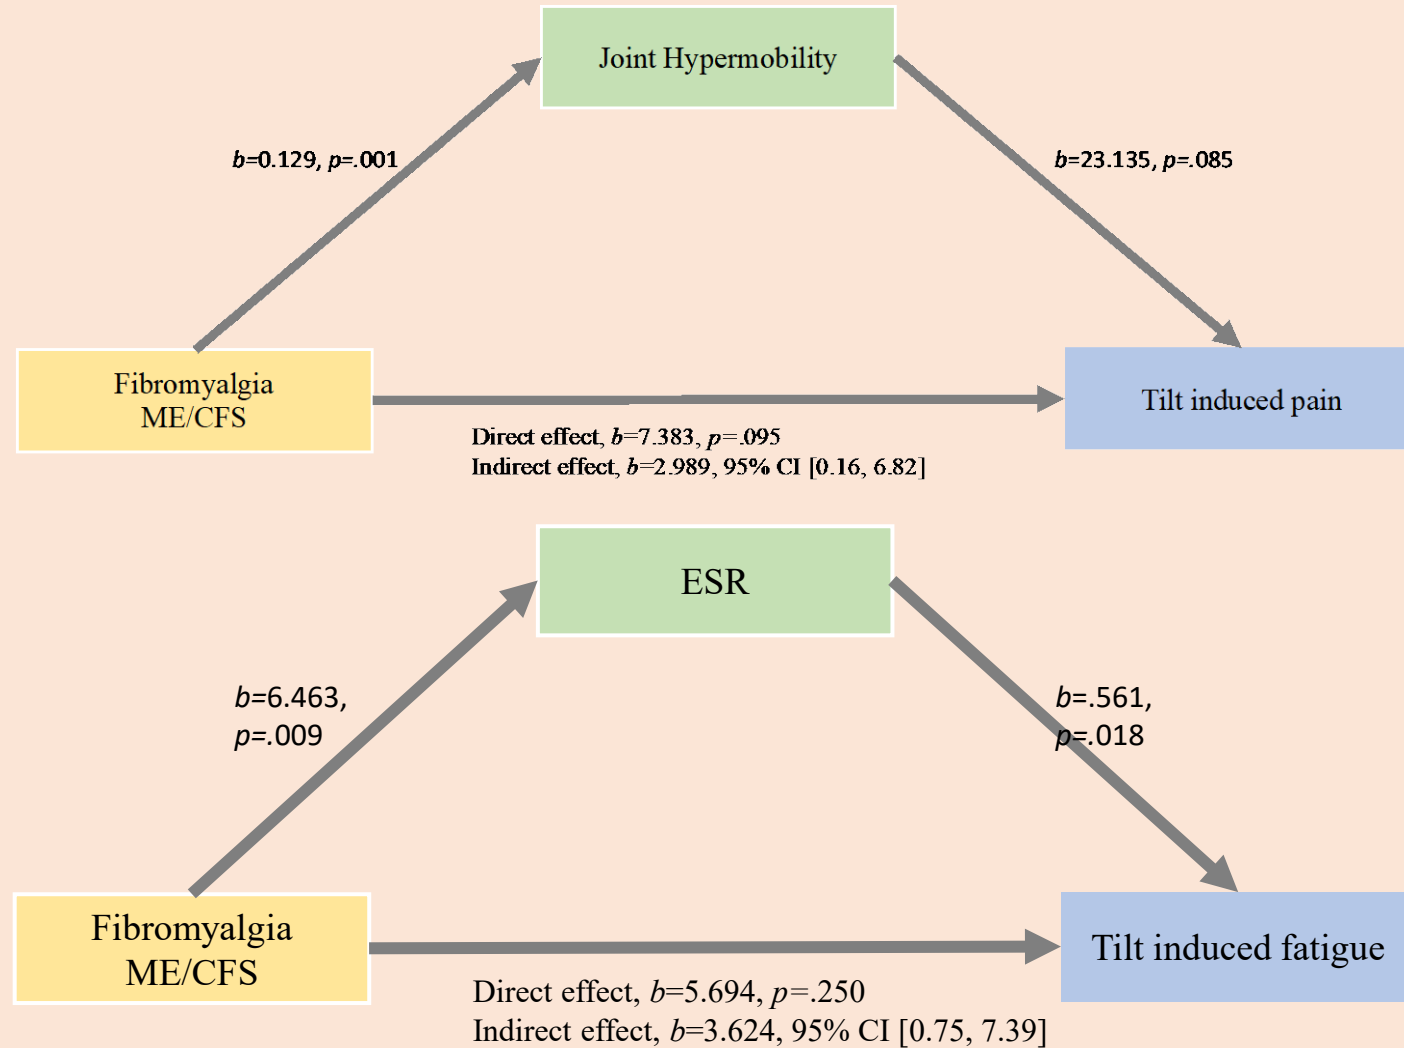 Joint Hypermobility
b=0.129, p=.001
b=23.135, p=.085
Fibromyalgia
ME/CFS
Tilt induced pain
Direct effect, b=7.383, p=.095
Indirect effect, b=2.989, 95% CI [0.16, 6.82]
ESR
b=6.463,
p=.009
b=.561,
p=.018
Fibromyalgia
ME/CFS
Tilt induced fatigue
Direct effect, b=5.694, p=.250
Indirect effect, b=3.624, 95% CI [0.75, 7.39]